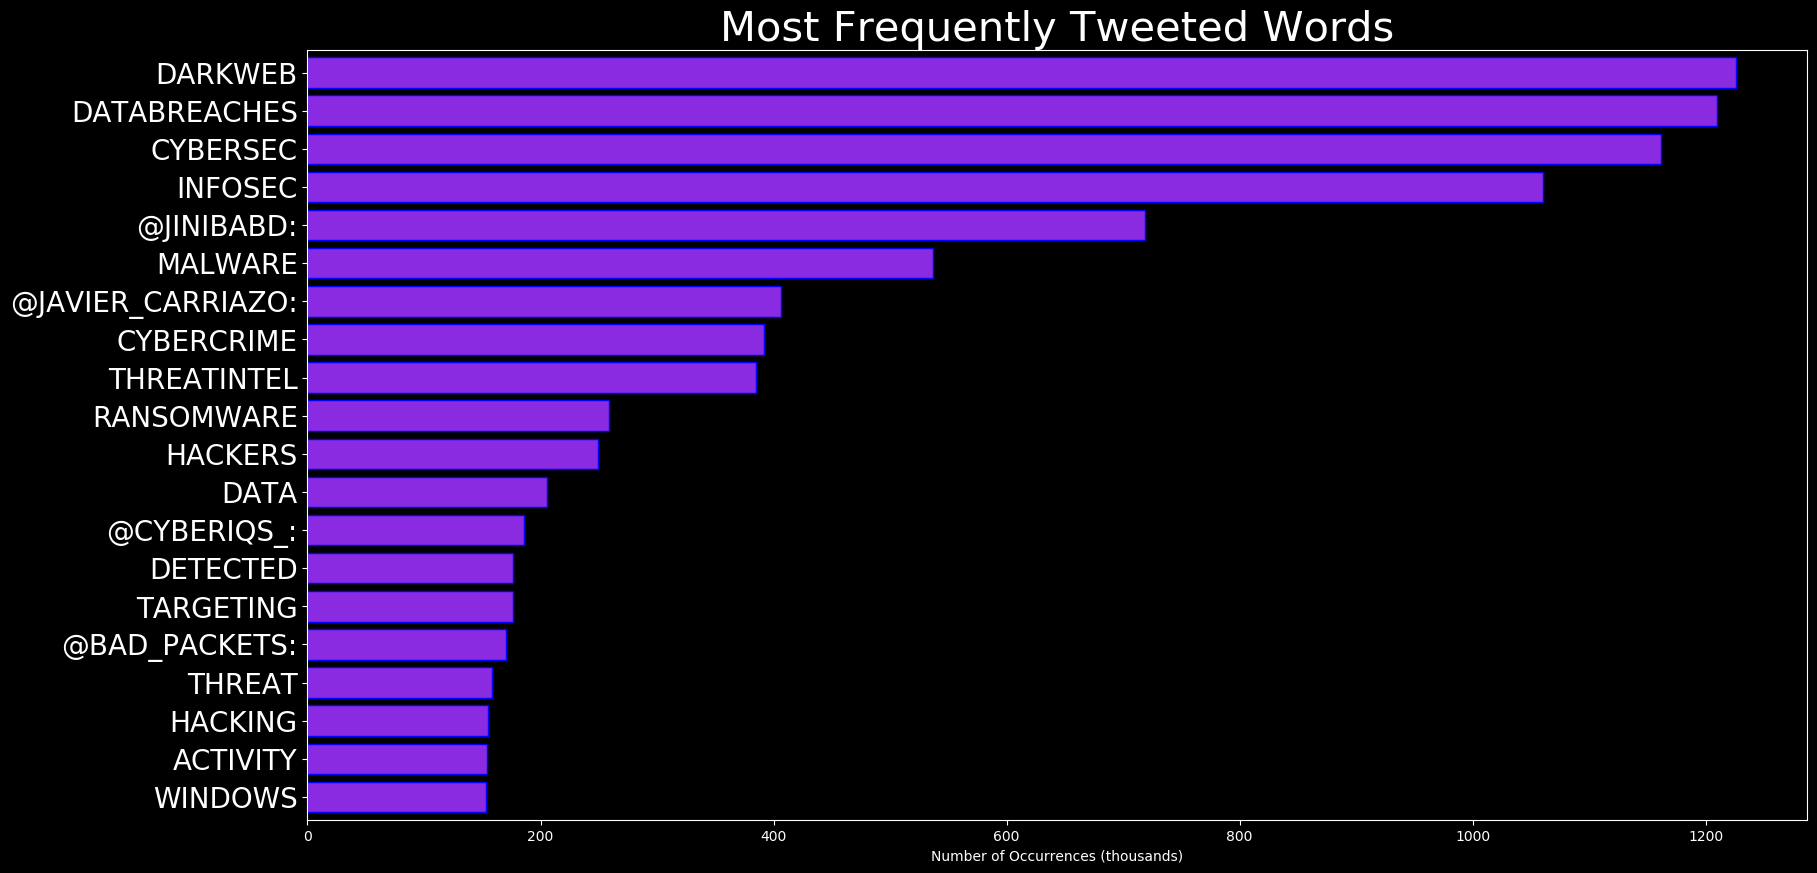 Most Frequently Tweeted Words
DARKWEB
DATABREACHES
CYBERSEC
INFOSEC
@JINIBABD:
MALWARE
@JAVIER_CARRIAZO:
CYBERCRIME
THREATINTEL
RANSOMWARE
HACKERS
DATA
@CYBERIQS_:
DETECTED
TARGETING
@BAD_PACKETS:
THREAT
HACKING
ACTIVITY
WINDOWS
0 200 400 600 800 1000 1200
Number of Occurrences (thousands)